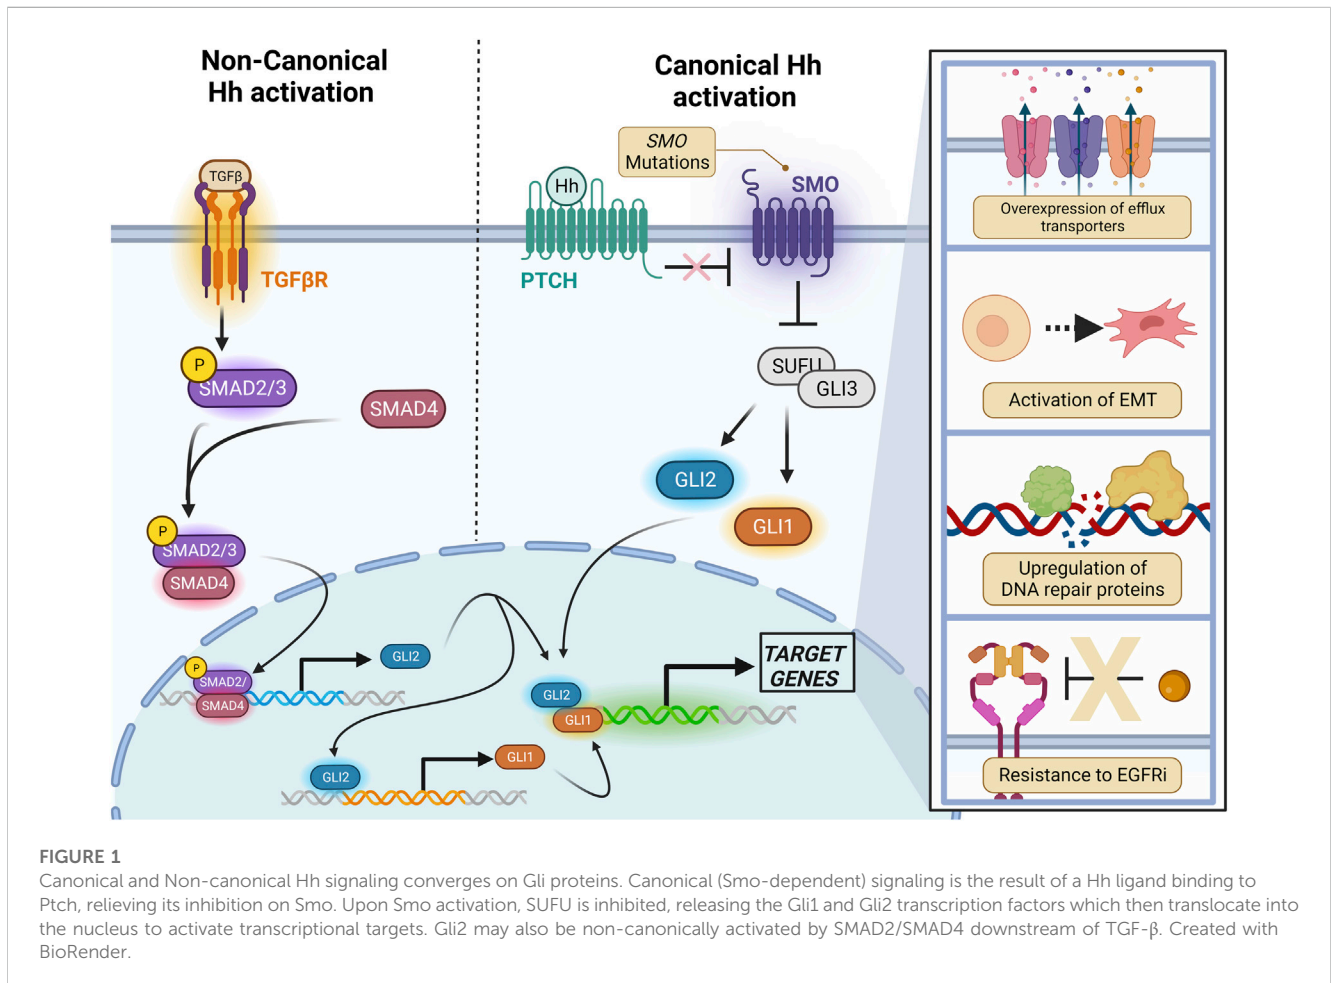 Non-Canonical
Hh activation
Canonical Hh
activation
SMO
Mutations
TGFβ
Hh
SMO
TGFβR
PTCH
P
SMAD2/3
SMAD4
SUFU
GLI3
GLI2
GLI1
P
SMAD2/3
SMAD4
P
SMAD2/
SMAD4
GLI2
GLI2
GLI1
TARGET
GENES
GLI2
GLI1
Overexpression of efflux
transporters
Activation of EMT
Upregulation of
DNA repair proteins
Resistance to EGFRi
FIGURE 1
Canonical and Non-canonical Hh signaling converges on Gli proteins. Canonical (Smo-dependent) signaling is the result of a Hh ligand binding to
Ptch, relieving its inhibition on Smo. Upon Smo activation, SUFU is inhibited, releasing the Gli1 and Gli2 transcription factors which then translocate into
the nucleus to activate transcriptional targets. Gli2 may also be non-canonically activated by SMAD2/SMAD4 downstream of TGF-β. Created with
BioRender.